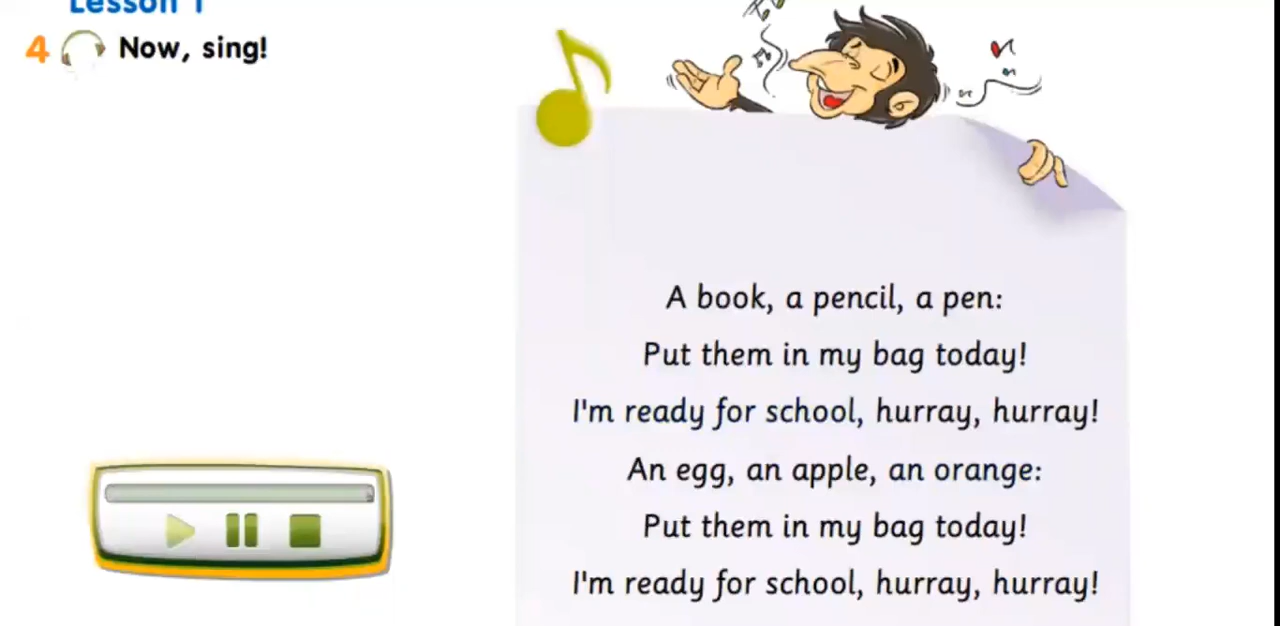 Lesson 1
4 Now, sing!
A book, a pencil, a pen:
Put them in my bag today!
I'm ready for school, hurray, hurray!
An egg, an apple, an orange:
Put them in my bag today!
I'm ready for school, hurray, hurray!